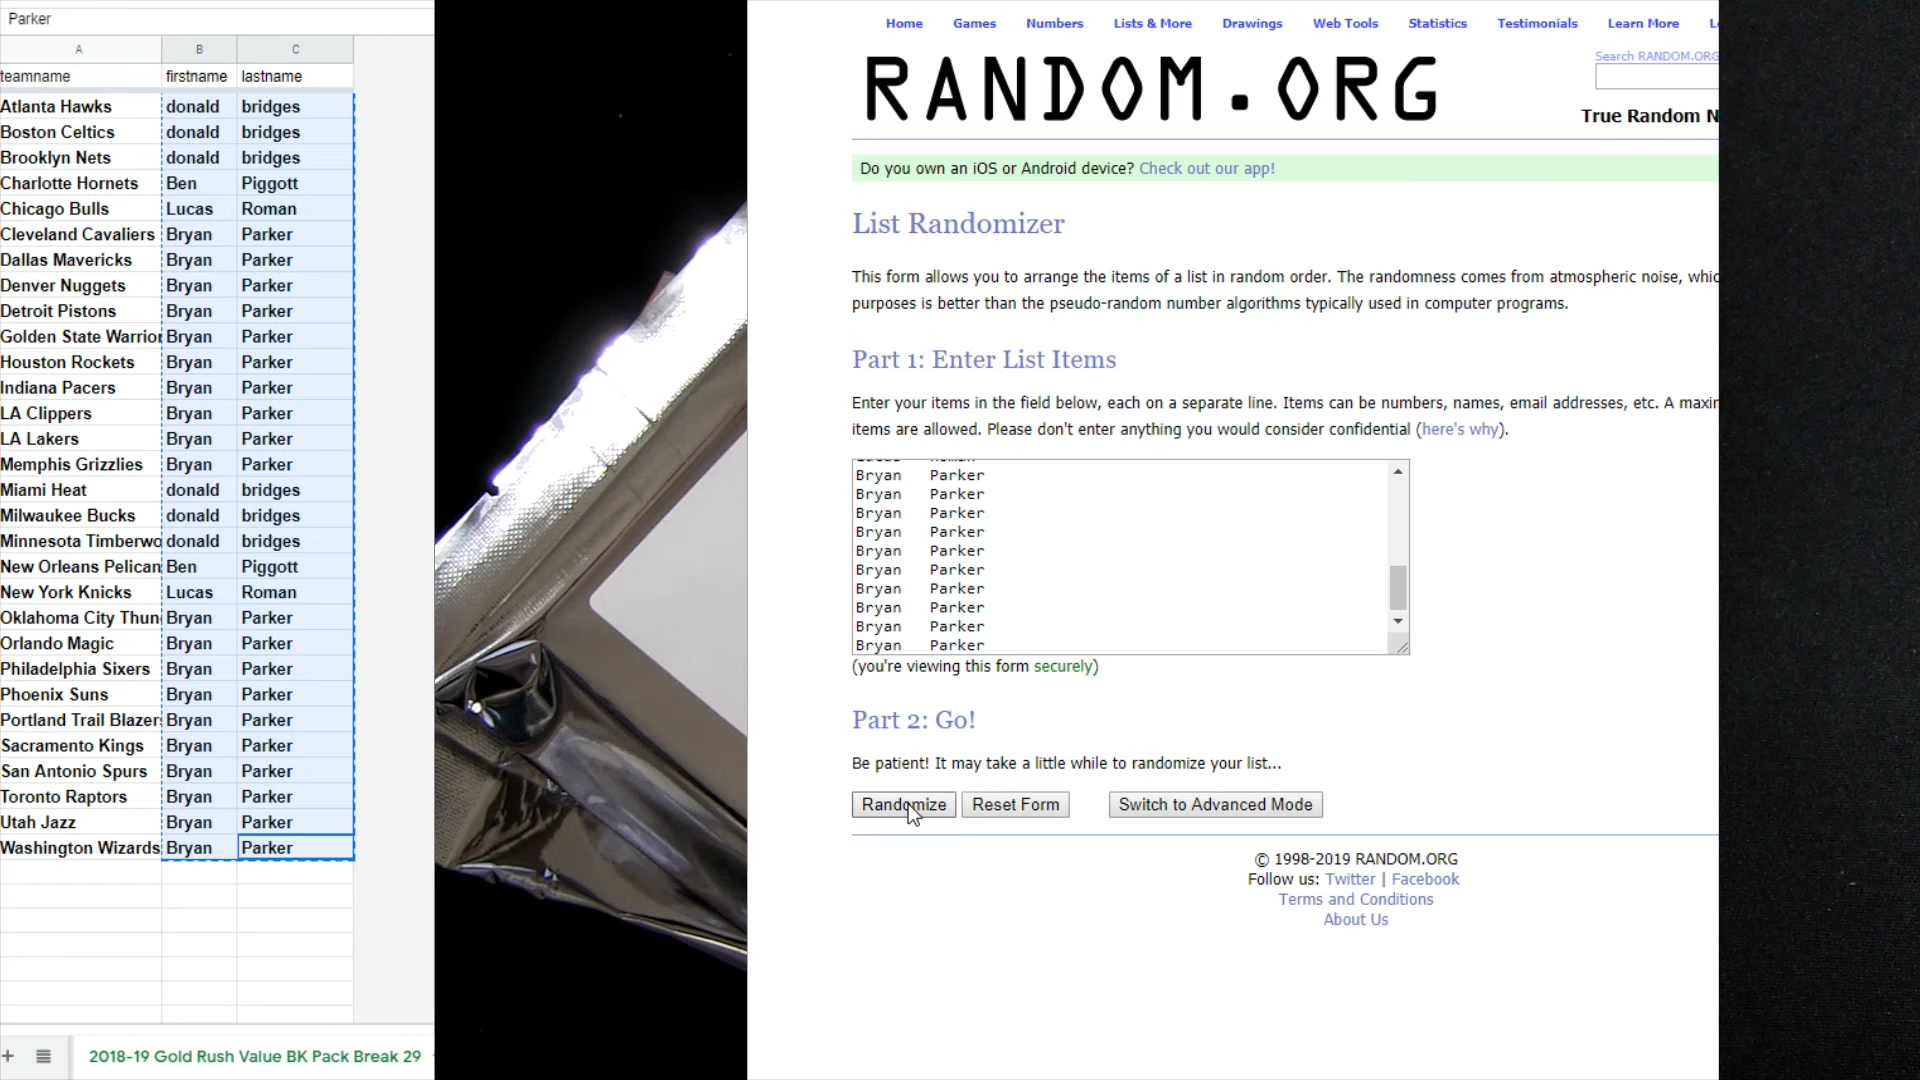 Parker
A B C
teamname firstname lastname
Atlanta Hawks donald bridges
Boston Celtics donald bridges
Brooklyn Nets donald bridges
Charlotte Hornets Ben Piggott
Chicago Bulls Lucas Roman
Cleveland Cavaliers Bryan Parker
Dallas Mavericks Bryan Parker
Denver Nuggets Bryan Parker
Detroit Pistons Bryan Parker
Golden State Warrior Bryan Parker
Houston Rockets Bryan Parker
Indiana Pacers Bryan Parker
LA Clippers Bryan Parker
LA Lakers Bryan Parker
Memphis Grizzlies Bryan Parker
Miami Heat donald bridges
Milwaukee Bucks donald bridges
Minnesota Timberwo donald bridges
New Orleans Pelican Ben Piggott
New York Knicks Lucas Roman
Oklahoma City Thun Bryan Parker
Orlando Magic Bryan Parker
Philadelphia Sixers Bryan Parker
Phoenix Suns Bryan Parker
Portland Trail Blazer Bryan Parker
Sacramento Kings Bryan Parker
San Antonio Spurs Bryan Parker
Toronto Raptors Bryan Parker
Utah Jazz Bryan Parker
Washington Wizards Bryan Parker
2018-19 Gold Rush Value BK Pack Break 29
Home Games Numbers Lists & More Drawings Web Tools Statistics Testimonials Learn More
RANDOM.ORG
Search RANDOM.ORG
True Random N
Do you own an iOS or Android device? Check out our app!
List Randomizer
This form allows you to arrange the items of a list in random order. The randomness comes from atmospheric noise, whic
purposes is better than the pseudo-random number algorithms typically used in computer programs.
Part 1: Enter List Items
Enter your items in the field below, each on a separate line. Items can be numbers, names, email addresses, etc. A maxi
items are allowed. Please don't enter anything you would consider confidential (here's why).
Bryan Parker
Bryan Parker
Bryan Parker
Bryan Parker
Bryan Parker
Bryan Parker
Bryan Parker
Bryan Parker
Bryan Parker
Bryan Parker
(you're viewing this form securely)
Part 2: Go!
Be patient! It may take a little while to randomize your list...
Randomize Reset Form Switch to Advanced Mode
© 1998-2019 RANDOM.ORG
Follow us: Twitter | Facebook
Terms and Conditions
About Us